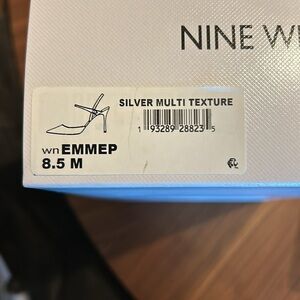 NINE WE
SILVER MULTI TEXTURE
1 93289 28823 5
wn EMMEP
8.5 M